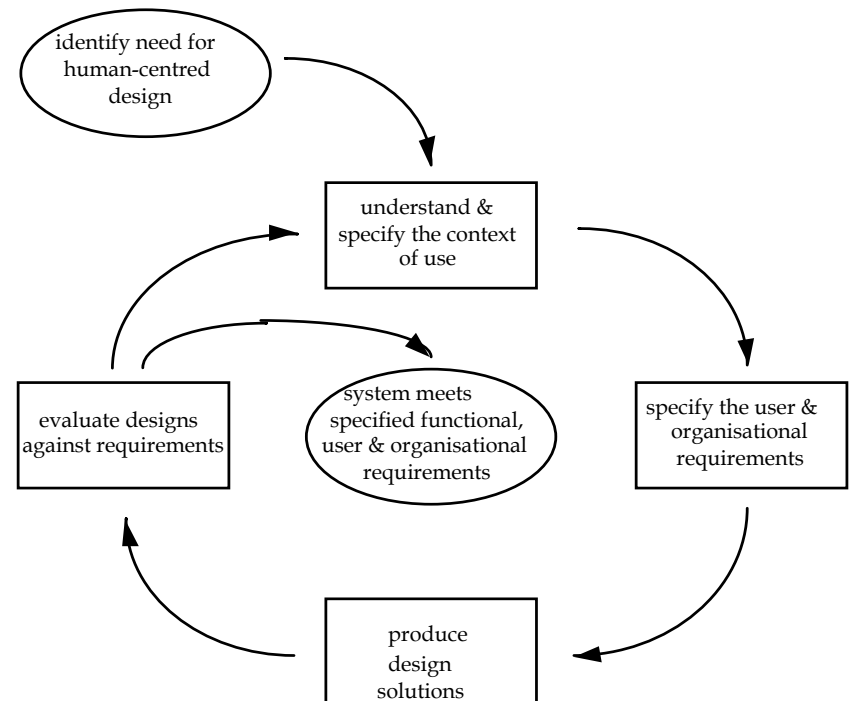 identify need for
human-centred
design
understand &
specify the context
of use
specify the user &
organisational
requirements
produce
design
solutions
evaluate designs
against requirements
system meets
specified functional,
user & organisational
requirements